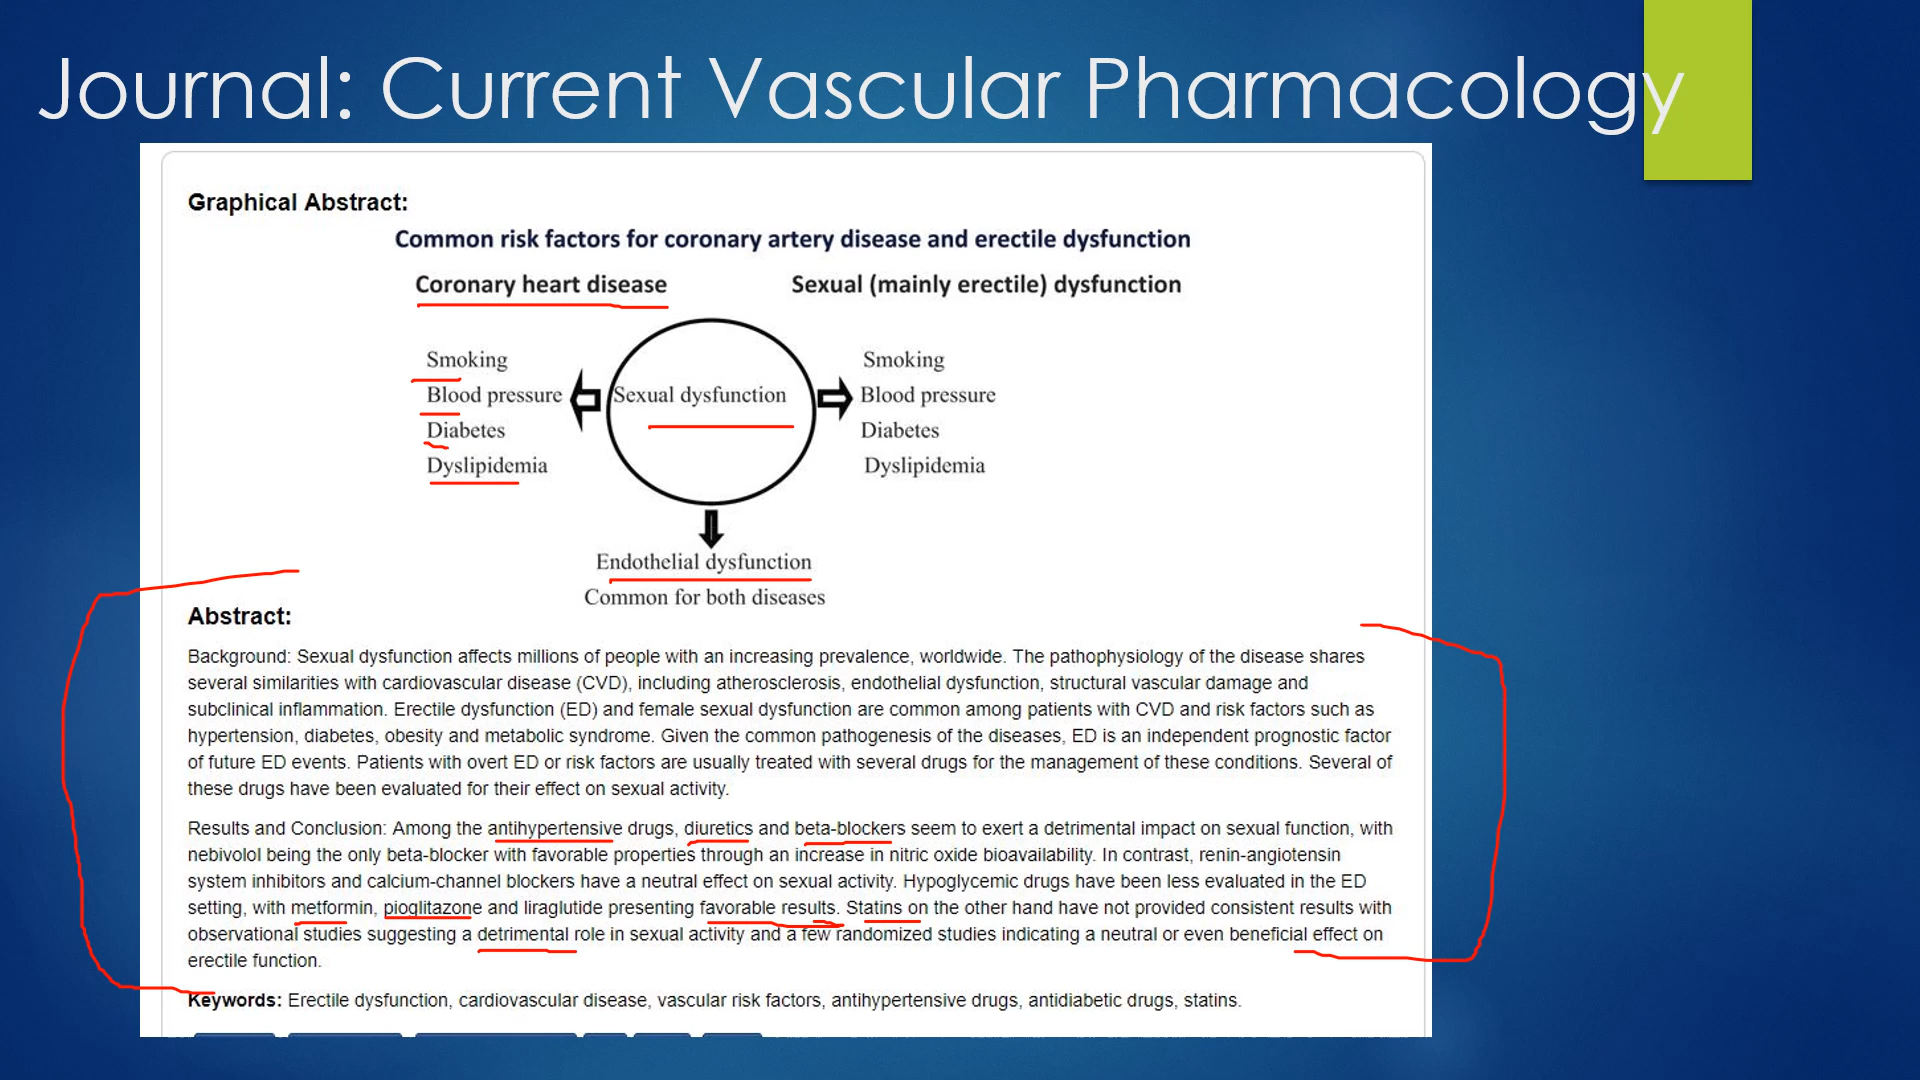 Journal: Current Vascular Pharmacology
Graphical Abstract:
Common risk factors for coronary artery disease and erectile dysfunction
Coronary heart disease
Sexual (mainly erectile) dysfunction
Smoking
Blood pressure
Diabetes
Dyslipidemia
Sexual dysfunction
Smoking
Blood pressure
Diabetes
Dyslipidemia
Endothelial dysfunction
Common for both diseases
Abstract:
Background: Sexual dysfunction affects millions of people with an increasing prevalence, worldwide. The pathophysiology of the disease shares
several similarities with cardiovascular disease (CVD), including atherosclerosis, endothelial dysfunction, structural vascular damage and
subclinical inflammation. Erectile dysfunction (ED) and female sexual dysfunction are common among patients with CVD and risk factors such as
hypertension, diabetes, obesity and metabolic syndrome. Given the common pathogenesis of the diseases, ED is an independent prognostic factor
of future ED events. Patients with overt ED or risk factors are usually treated with several drugs for the management of these conditions. Several of
these drugs have been evaluated for their effect on sexual activity.
Results and Conclusion: Among the antihypertensive drugs, diuretics and beta-blockers seem to exert a detrimental impact on sexual function, with
nebivolol being the only beta-blocker with favorable properties through an increase in nitric oxide bioavailability. In contrast, renin-angiotensin
system inhibitors and calcium-channel blockers have a neutral effect on sexual activity. Hypoglycemic drugs have been less evaluated in the ED
setting, with metformin, pioglitazone and liraglutide presenting favorable results. Statins on the other hand have not provided consistent results with
observational studies suggesting a detrimental role in sexual activity and a few randomized studies indicating a neutral or even beneficial effect on
erectile function.
Keywords: Erectile dysfunction, cardiovascular disease, vascular risk factors, antihypertensive drugs, antidiabetic drugs, statins.